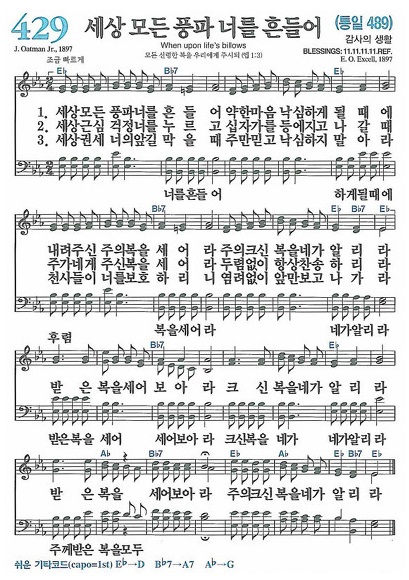 429 세상 모든 풍파 너를 흔들어 (통일 489)
J. Oatman Jr., 1897 When upon life's billows 감사의 생활
모든 신령한 복을 우리에게 주시되 (엡 1:3) BLESSINGS: 11.11.11.11.REF.
조금 빠르게 E. O. Excell, 1897
E♭ B♭7
1. 세상모든 풍파너를 흔 들 어 약한마음 낙심하게 될 때 에
2. 세상근심 걱정너를 누 르 고 십자가를 등에지고 나 갈 때
3. 세상권세 너의앞길 막 을 때 주만믿고 낙심하지 말 아 라
너를흔들 어 하게될때에
E♭ B♭7 E♭
내려주신 주의복을 세 어 라 주의크신 복을네가 알 리 라
주가네게 주신복을 세 어 라 두렴없이 항상찬송 하 리 라
천사들이 너를보호 하 리 니 염려없이 앞만보고 나 가 라
복을세어 라 네가알리 라
후렴
B♭7 E♭
받 은 복을세어 보 아 라 크 신 복을네가 알 리 라
받은복을 세어 세어보아 라 크신복을 네가 네가알리 라
E♭ A♭ B♭7 E♭ A♭ E♭ B♭7 E♭
받 은 복을 세어보아 라 주의크신 복을네가 알 리 라
주께받은 복을모두
쉬운 기타코드(capo=1st) E♭→D B♭7→A7 A♭→G